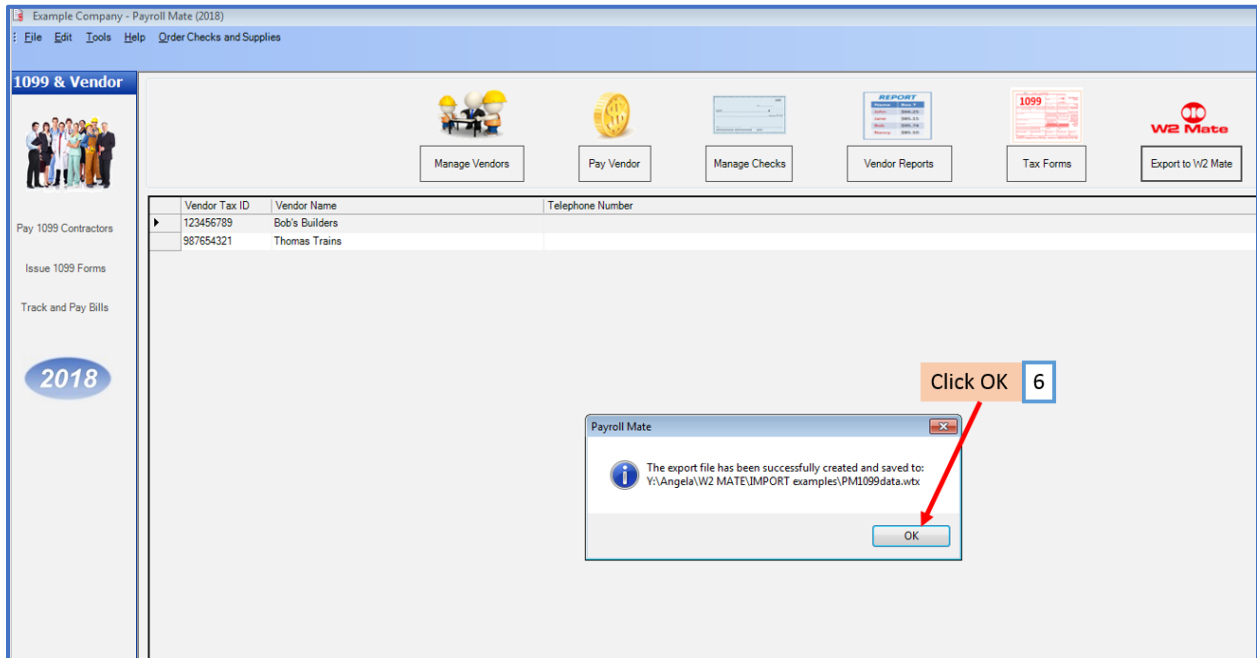 Example Company - Payroll Mate (2018)
File Edit Tools Help Order Checks and Supplies
1099 & Vendor
Pay 1099 Contractors
Issue 1099 Forms
Track and Pay Bills
2018
REPORT
1099
W2 Mate
Manage Vendors
Pay Vendor
Manage Checks
Vendor Reports
Tax Forms
Export to W2 Mate
Vendor Tax ID Vendor Name Telephone Number
123456789 Bob's Builders
987654321 Thomas Trains
Click OK 6
Payroll Mate
The export file has been successfully created and saved to:
Y:\Angela\W2 MATE\IMPORT examples\PM1099data.wtx
OK